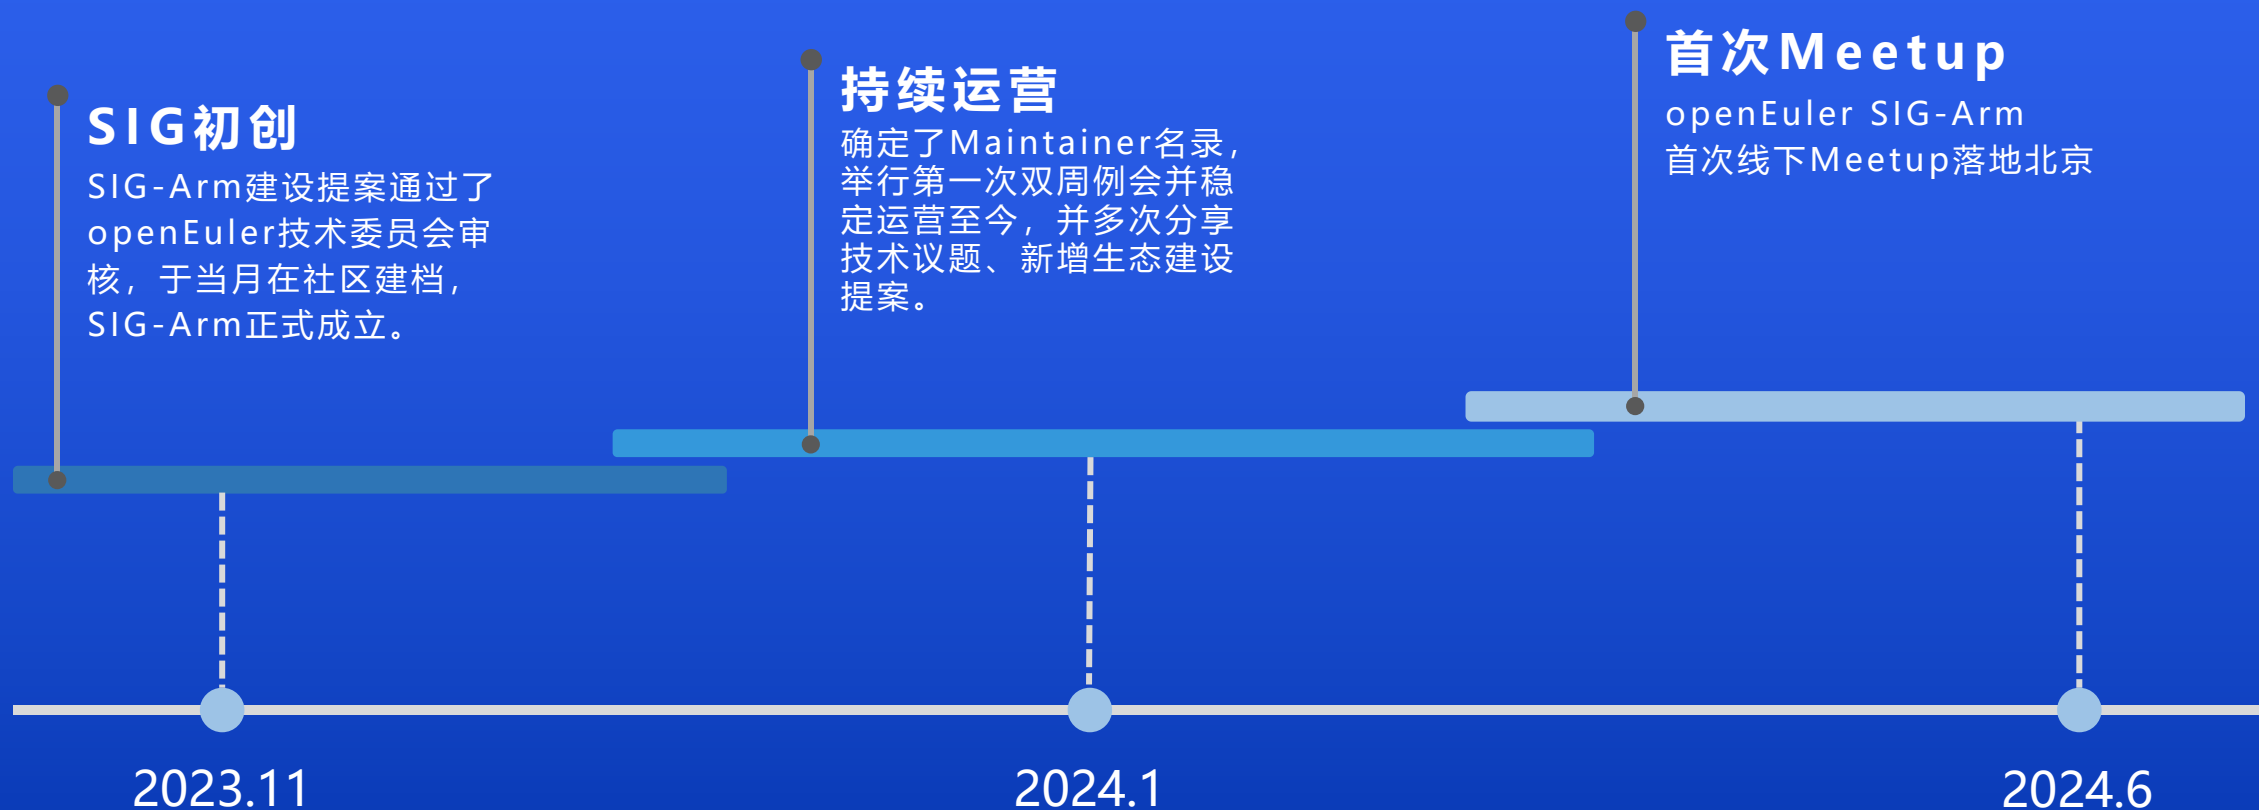 SIG初创
SIG-Arm建设提案通过了
openEuler技术委员会审
核，于当月在社区建档，
SIG-Arm正式成立。
持续运营
确定了Maintainer名录，
举行第一次双周例会并稳
定运营至今，并多次分享
技术议题、新增生态建设
提案。
首次Meetup
openEuler SIG-Arm
首次线下Meetup落地北京
2023.11
2024.1
2024.6